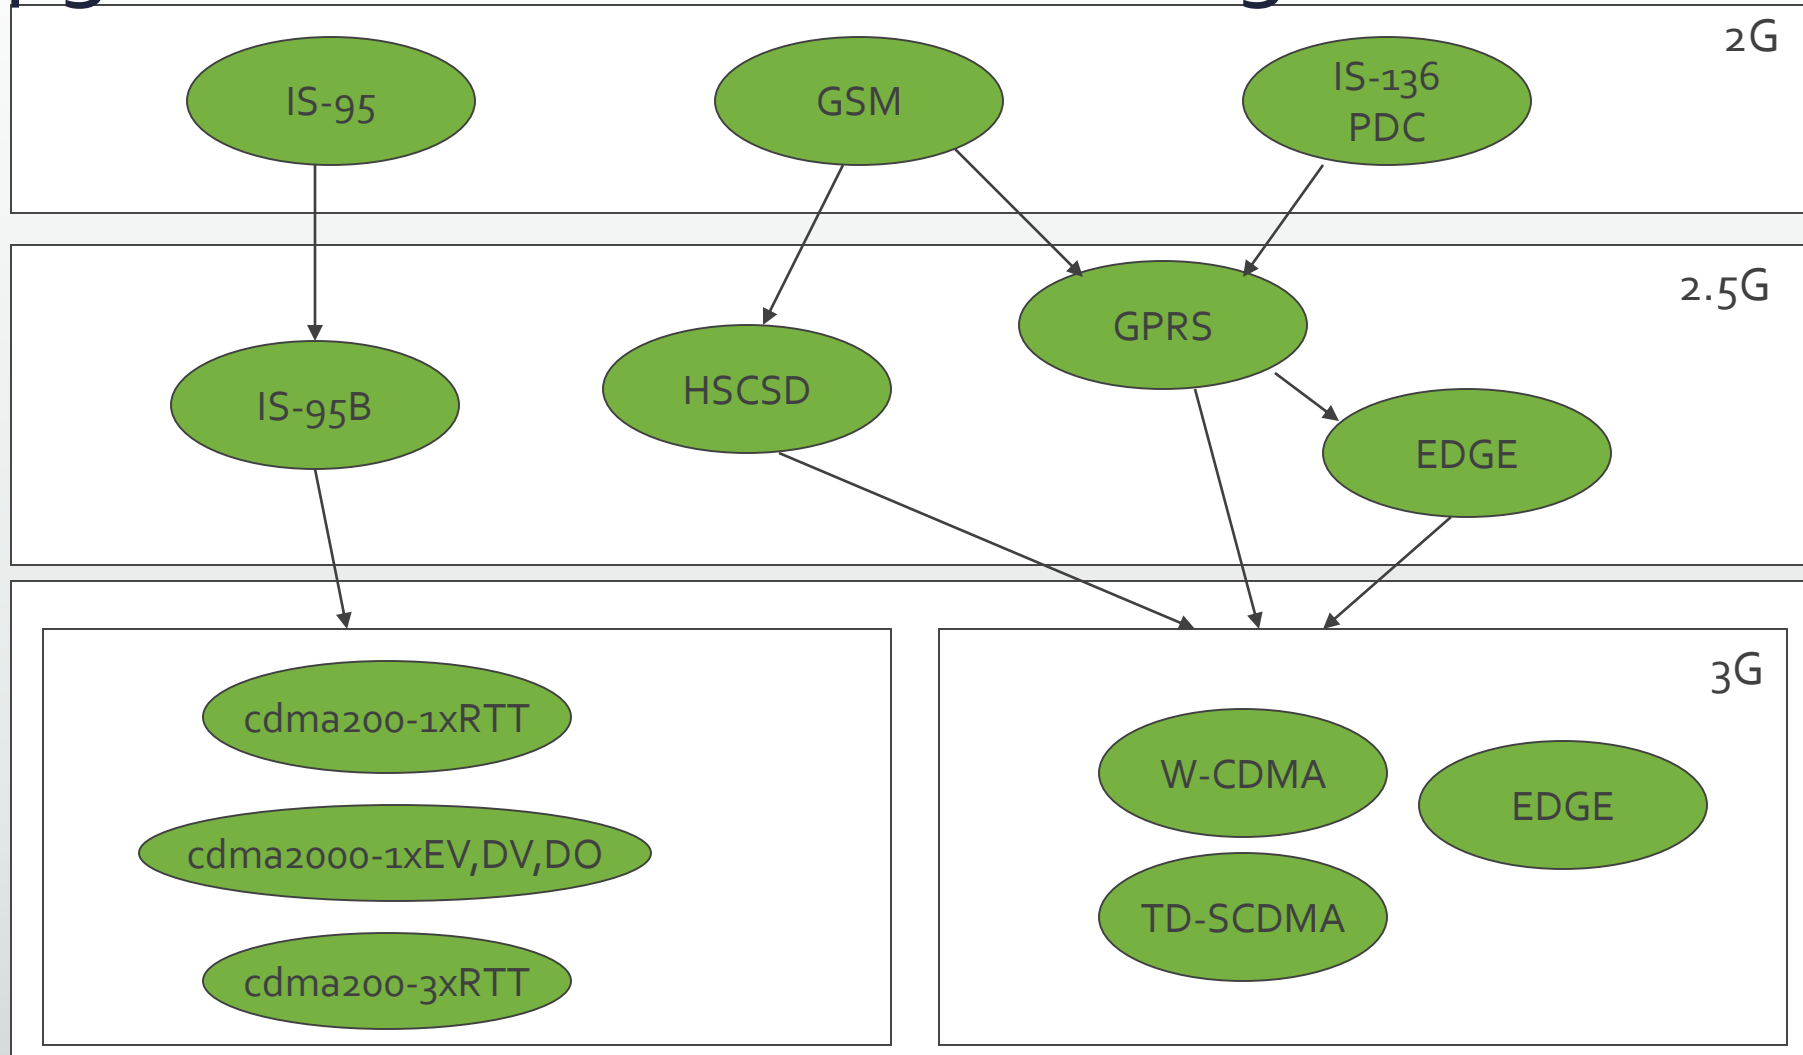 2G
IS-95
GSM
IS-136
PDC
2.5G
GPRS
HSCSD
IS-95B
EDGE
3G
cdma200-1xRTT
W-CDMA
EDGE
cdma2000-1xEV,DV,DO
TD-SCDMA
cdma200-3xRTT